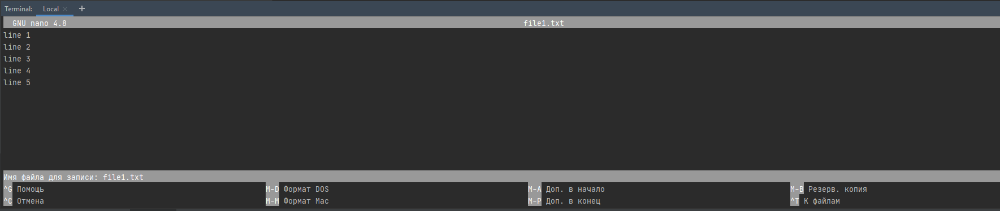 Terminal: Local × +
GNU nano 4.8 file1.txt
line 1
line 2
line 3
line 4
line 5
Имя файла для записи: file1.txt
^G Помощь M-D Формат DOS M-A Доп. в начало M-B Резерв. копия
^C Отмена M-M Формат Mac M-P Доп. в конец ^T К файлам